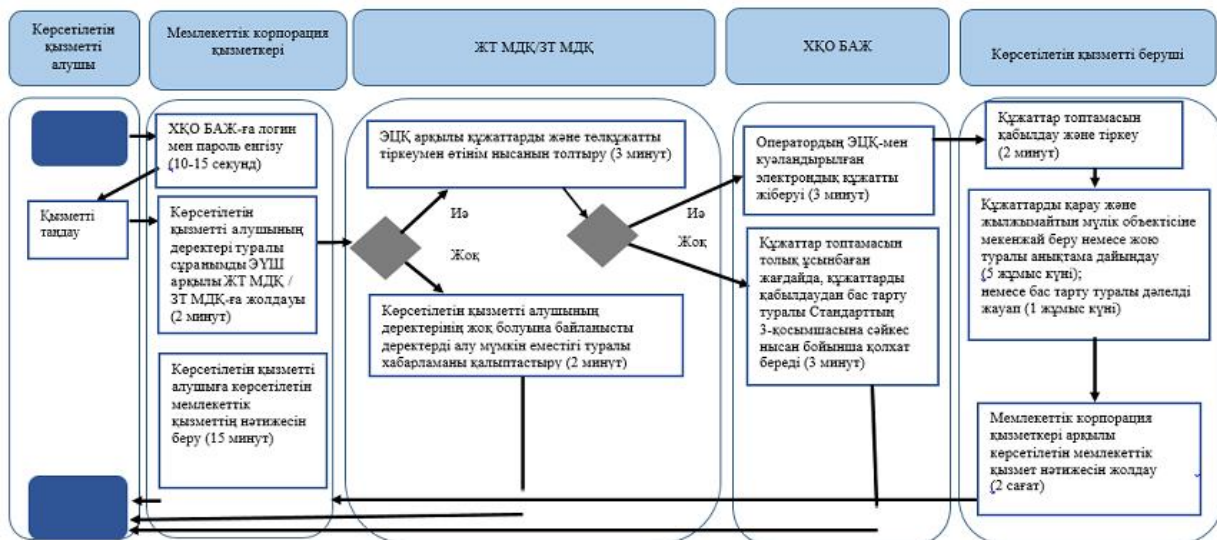 Көрсетілетін
қызметті
алушы
Мемлекеттік корпорация
қызметкері
ЖТ МДҚ/ЗТ МДҚ
ХҚО БАЖ
Көрсетілетін қызметті беруші
ХҚО БАЖ-ға логин
мен пароль енгізу
(10-15 секунд)
Қызметті
таңдау
Көрсетілетін
қызметті алушының
деректері туралы
сұранымды ЭҮШ
арқылы ЖТ МДҚ /
ЗТ МДҚ-ға жолдауы
(2 минут)
Көрсетілетін қызметті
алушыға көрсетілетін
мемлекеттік
қызметтің нәтижесін
беру (15 минут)
ЭЦҚ арқылы құжаттарды және төлқұжатты
тіркеумен өтінім нысанын толтыру (3 минут)
Иә
Жоқ
Көрсетілетін қызметті алушының
деректерінің жоқ болуына байланысты
деректерді алу мүмкін еместігі туралы
хабарламаны қалыптастыру (2 минут)
Иә
Жоқ
Оператордың ЭЦҚ-мен
куәландырылған
электрондық құжатты
жіберуі (3 минут)
Құжаттар топтамасын
толық ұсынбаған
жағдайда, құжаттарды
қабылдаудан бас тарту
туралы Стандарттың
3-қосымшасына сәйкес
нысан бойынша қолхат
береді (3 минут)
Құжаттар топтамасын
қабылдау және тіркеу
(2 минут)
Құжаттарды қарау және
жылжымайтын мүлік объектісіне
мекенжай беру немесе жою
туралы анықтама дайындау
(5 жұмыс күні);
немесе бас тарту туралы дәлелді
жауап (1 жұмыс күні)
Мемлекеттік корпорация
қызметкері арқылы
көрсетілетін мемлекеттік
қызмет нәтижесін жолдау
(2 сағат)